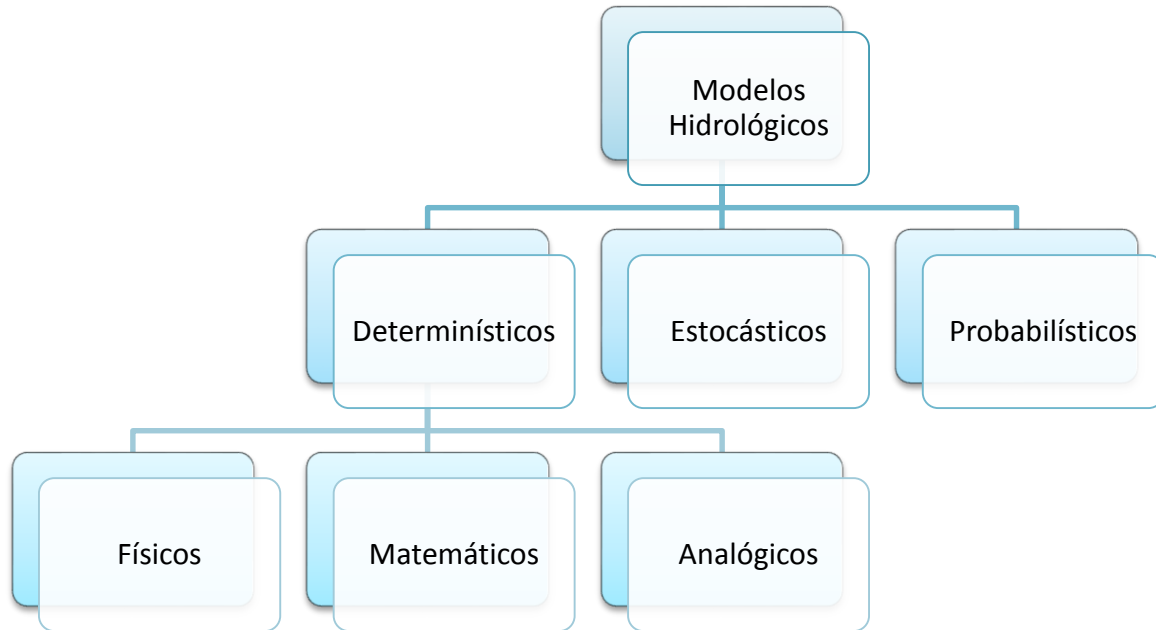 Modelos
Hidrológicos
Determinísticos
Estocásticos
Probabilísticos
Físicos
Matemáticos
Analógicos